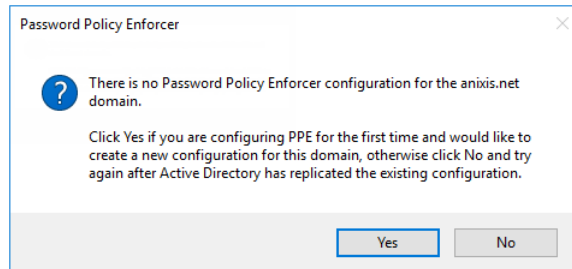 Password Policy Enforcer
There is no Password Policy Enforcer configuration for the anixis.net
domain.
Click Yes if you are configuring PPE for the first time and would like to
create a new configuration for this domain, otherwise click No and try
again after Active Directory has replicated the existing configuration.
Yes
No